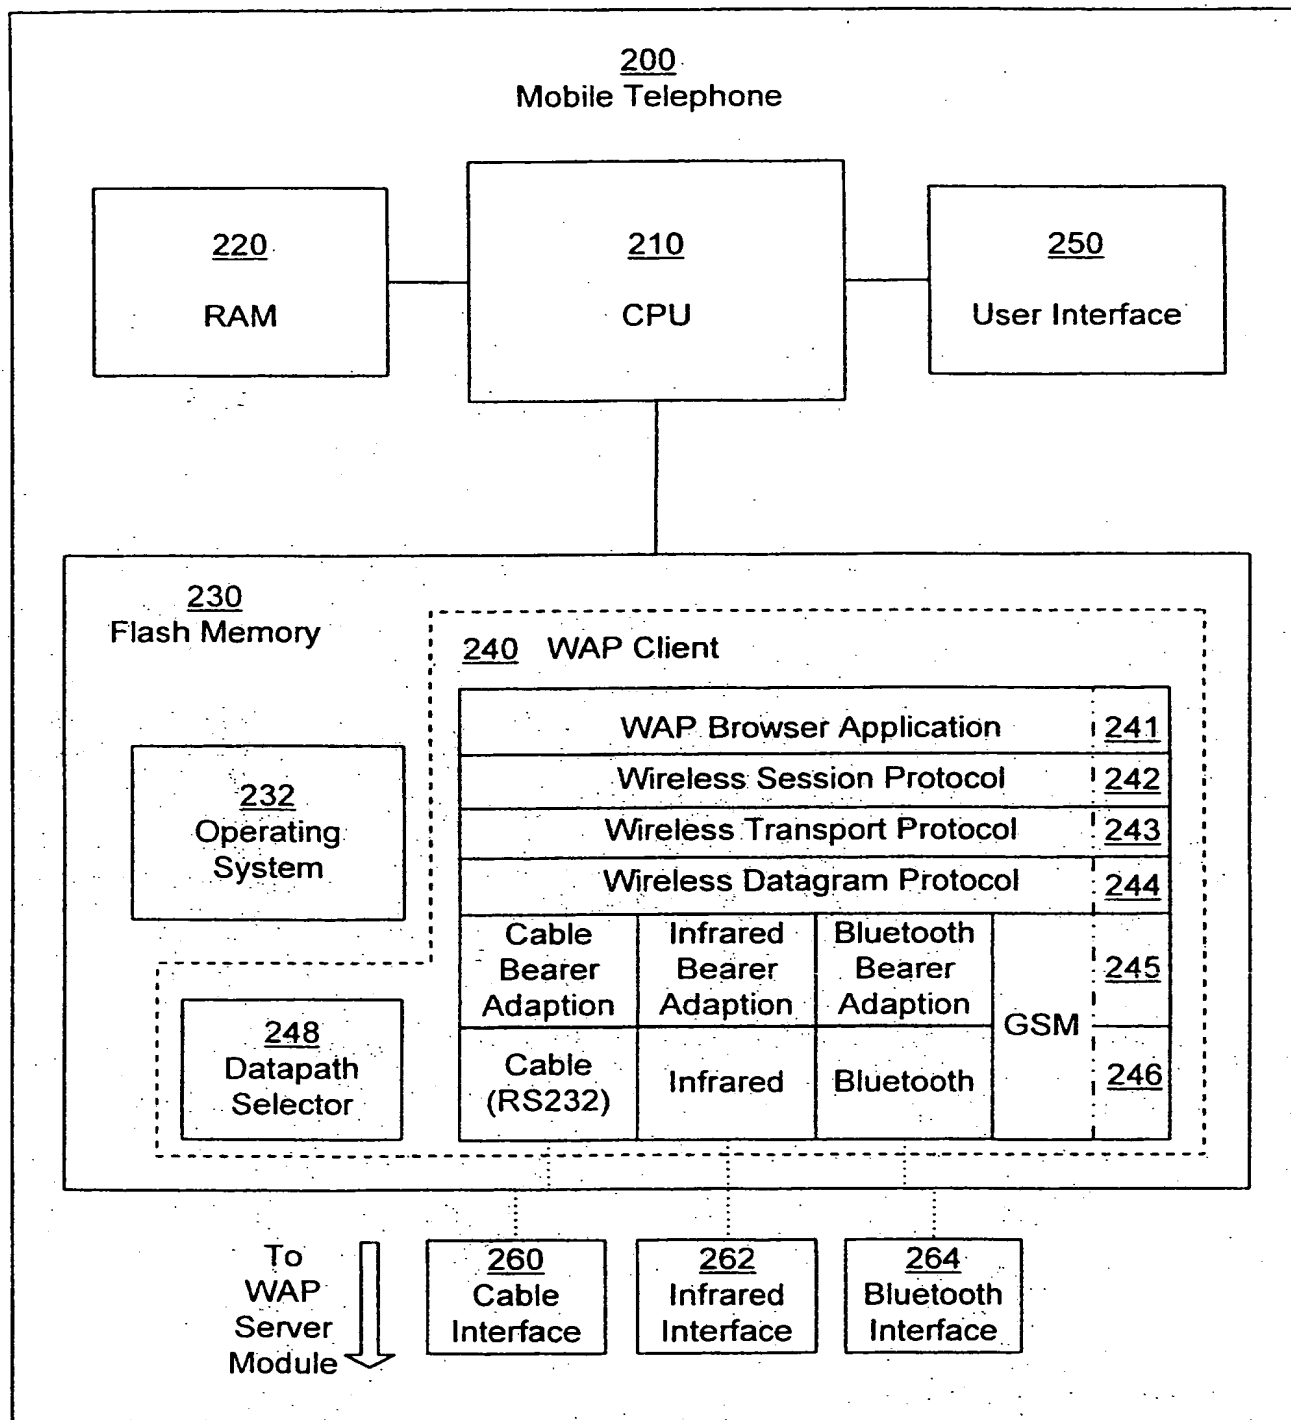 200
Mobile Telephone
220
RAM
210
CPU
250
User Interface
230
Flash Memory
240 WAP Client
WAP Browser Application 241
Wireless Session Protocol 242
Wireless Transport Protocol 243
Wireless Datagram Protocol 244
232
Operating
System
Cable
Bearer
Adaption
Infrared
Bearer
Adaption
Bluetooth
Bearer
Adaption
GSM
245
248
Datapath
Selector
Cable
(RS232)
Infrared
Bluetooth
246
To
WAP
Server
Module
260
Cable
Interface
262
Infrared
Interface
264
Bluetooth
Interface